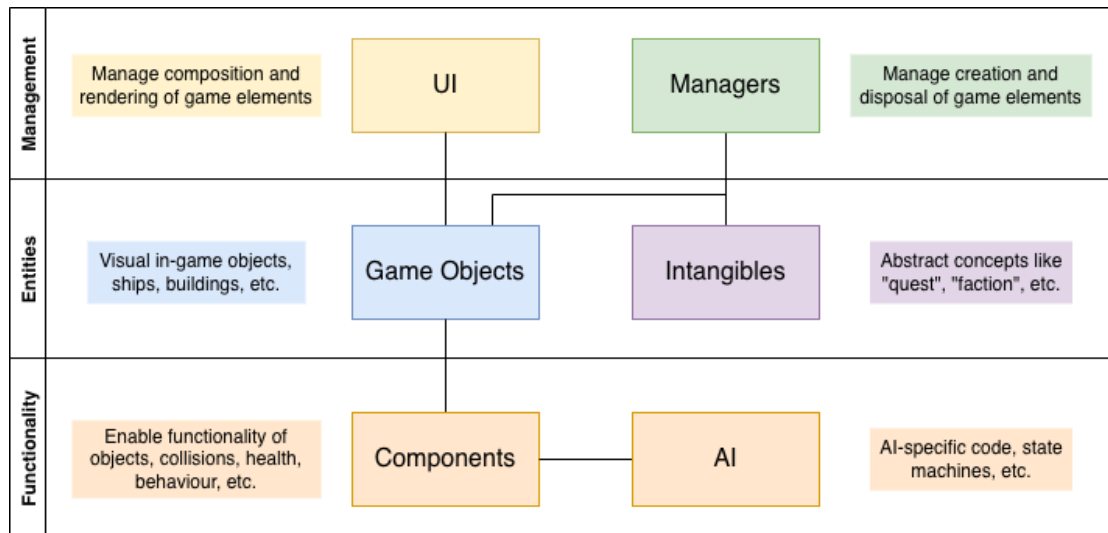 Management
Manage composition and
rendering of game elements
UI
Managers
Manage creation and
disposal of game elements
Entities
Visual in-game objects,
ships, buildings, etc.
Game Objects
Intangibles
Abstract concepts like
"quest", "faction", etc.
Functionality
Enable functionality of
objects, collisions, health,
behaviour, etc.
Components
AI
AI-specific code, state
machines, etc.